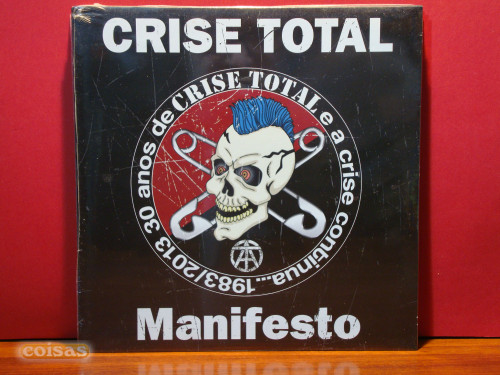 CRISE TOTAL
30 anos de CRISE TOTAL e a crise continua...1983/2013
Manifesto
coisas